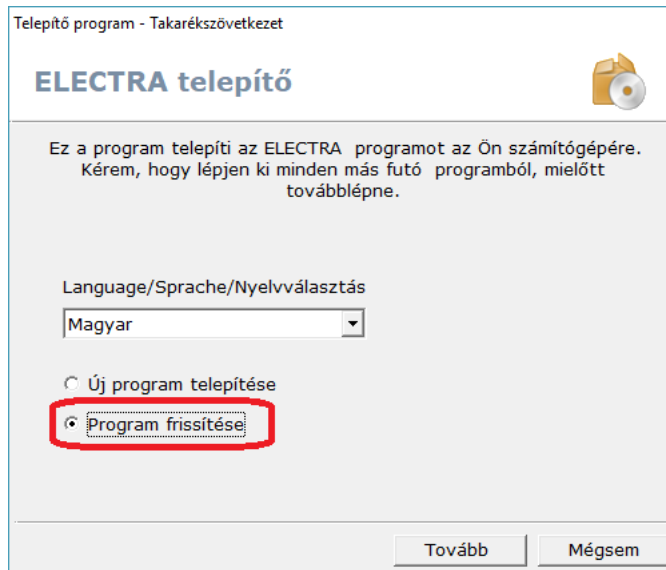 Telepítő program - Takarékszövetkezet
ELECTRA telepítő
Ez a program telepíti az ELECTRA programot az Ön számítógépére.
Kérem, hogy lépjen ki minden más futó programból, mielőtt
továbblépne.
Language/Sprache/Nyelvválasztás
Magyar
Új program telepítése
Program frissítése
Tovább
Mégsem